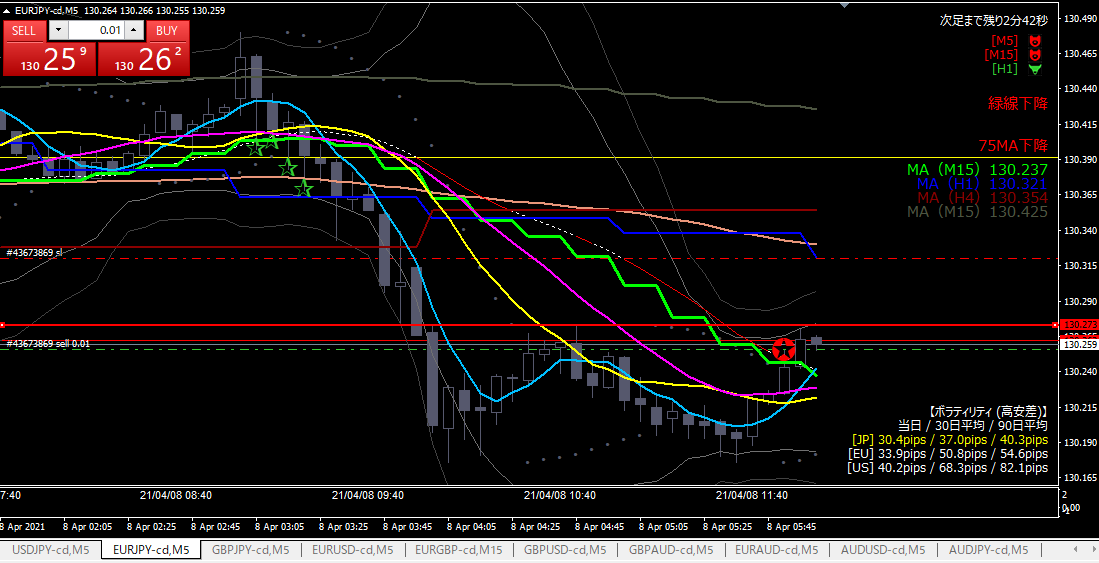 EURJPY-cd,M5 130.264 130.266 130.255 130.259
SELL
0.01
BUY
130 25 9
130 26 2
次足まで残り2分42秒
[M5]
[M15]
[H1]
緑線下降
75MA下降
MA（M15）130.237
MA（H1）130.321
MA（H1）130.354
MA（M15）130.425
#43673869 sl
#43673869 sell 0.01
【ボラティリティ (高安差)】
当日 / 30日平均 / 90日平均
[JP] 30.4pips / 37.0pips / 40.3pips
[EU] 33.9pips / 50.8pips / 54.6pips
[US] 40.2pips / 68.3pips / 82.1pips
130.490
130.465
130.440
130.415
130.390
130.365
130.340
130.315
130.290
130.273
130.259
130.240
130.215
130.190
130.165
7:40
21/04/08 08:40
21/04/08 09:40
21/04/08 10:40
21/04/08 11:40
2
0.00
8 Apr 2021
8 Apr 02:05
8 Apr 02:25
8 Apr 02:45
8 Apr 03:05
8 Apr 03:25
8 Apr 03:45
8 Apr 04:05
8 Apr 04:25
8 Apr 04:45
8 Apr 05:05
8 Apr 05:25
8 Apr 05:45
USDJPY-cd,M5
EURJPY-cd,M5
GBPJPY-cd,M5
EURUSD-cd,M5
EURGBP-cd,M15
GBPUSD-cd,M5
GBPAUD-cd,M5
EURAUD-cd,M5
AUDUSD-cd,M5
AUDJPY-cd,M5